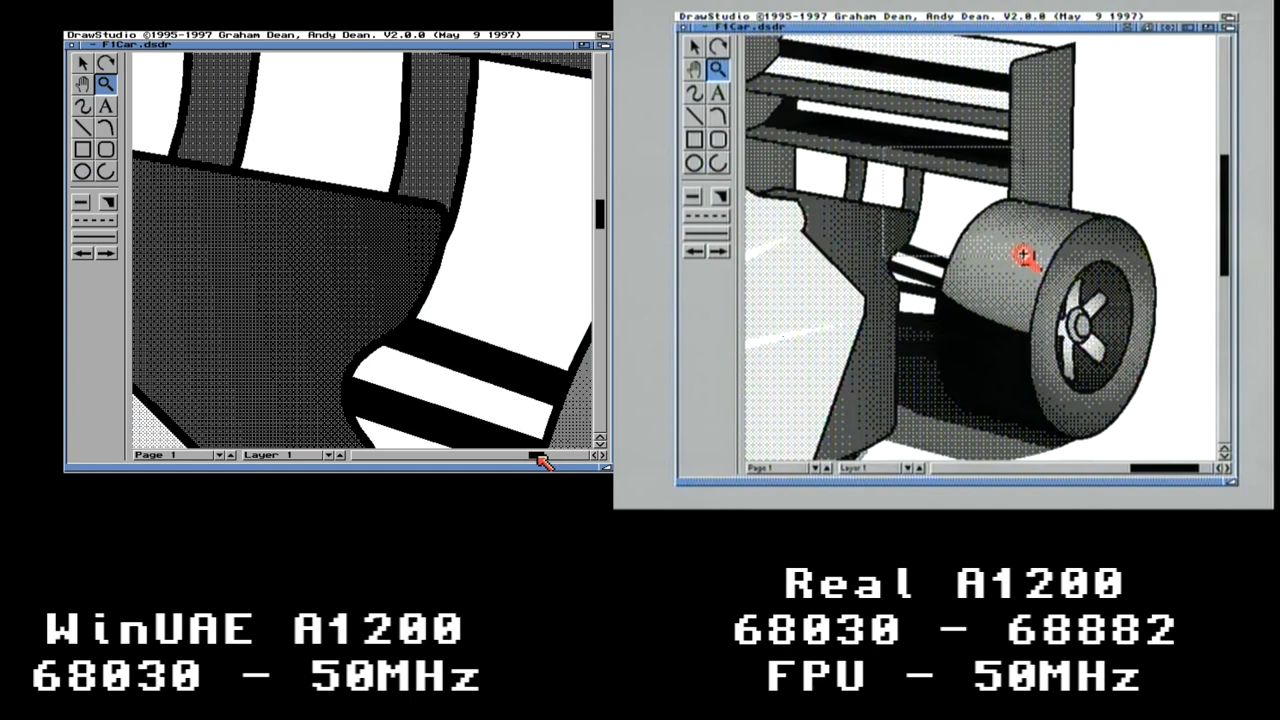 DrawStudio ©1995-1997 Graham Dean, Andy Dean. V2.0.0 (May 9 1997)
F1Car.dsdr
A
Page 1
Layer 1
DrawStudio ©1995-1997 Graham Dean, Andy Dean. V2.0.0 (May 9 1997)
F1Car.dsdr
A
Page 1
Layer 1
WinUAE A1200
68030 - 50MHz
Real A1200
68030 - 68882
FPU - 50MHz